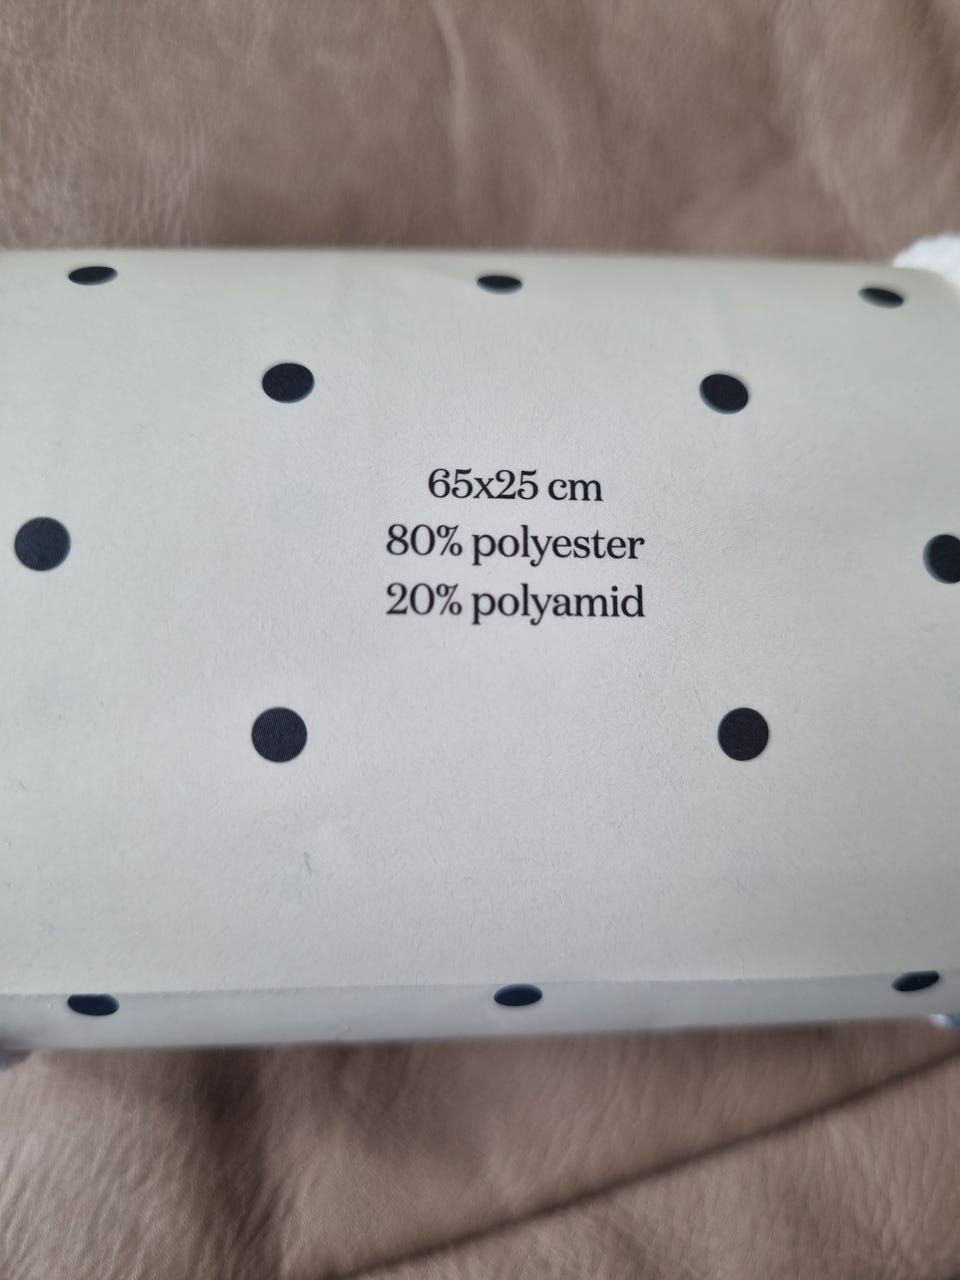 65x25 cm
80% polyester
20% polyamid